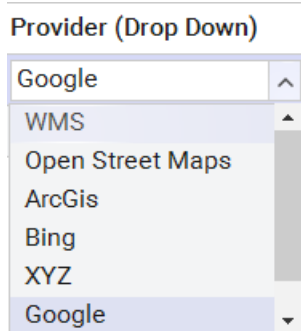 Provider (Drop Down)
Google
WMS
Open Street Maps
ArcGis
Bing
XYZ
Google